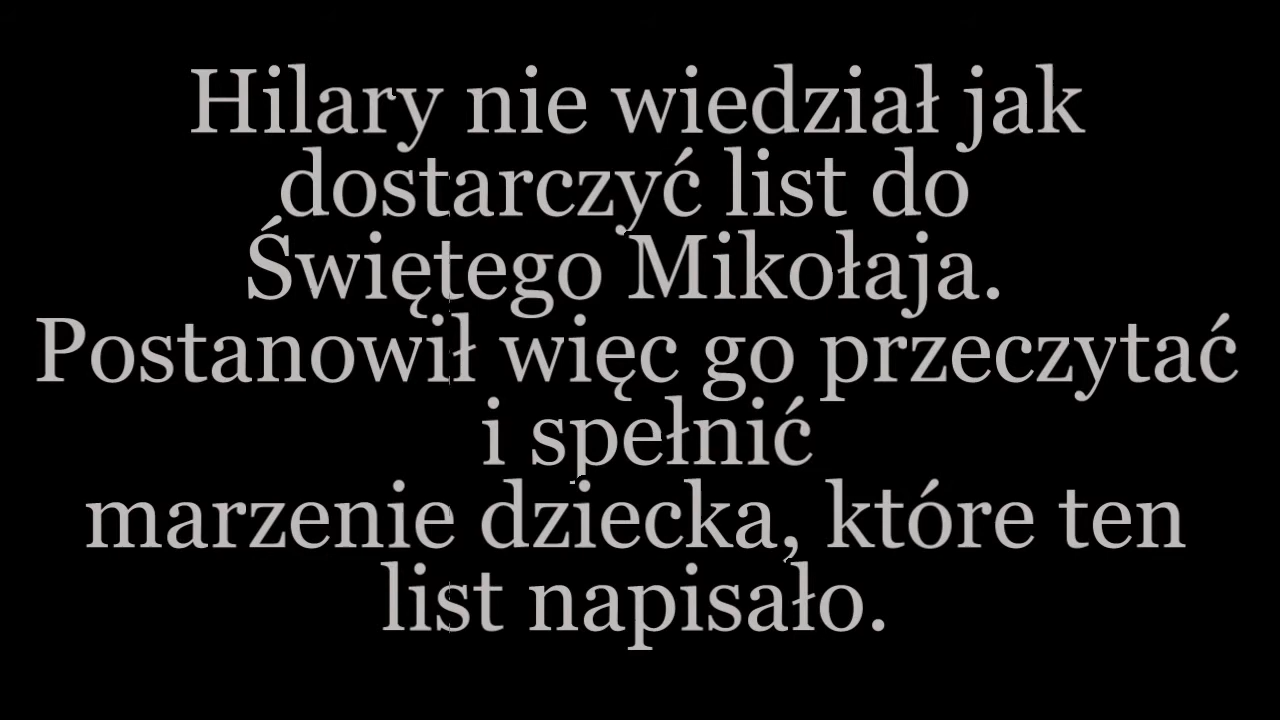 Hilary nie wiedział jak
dostarczyć list do
Świętego Mikołaja.
Postanowił więc go przeczytać
i spełnić
marzenie dziecka, które ten
list napisało.